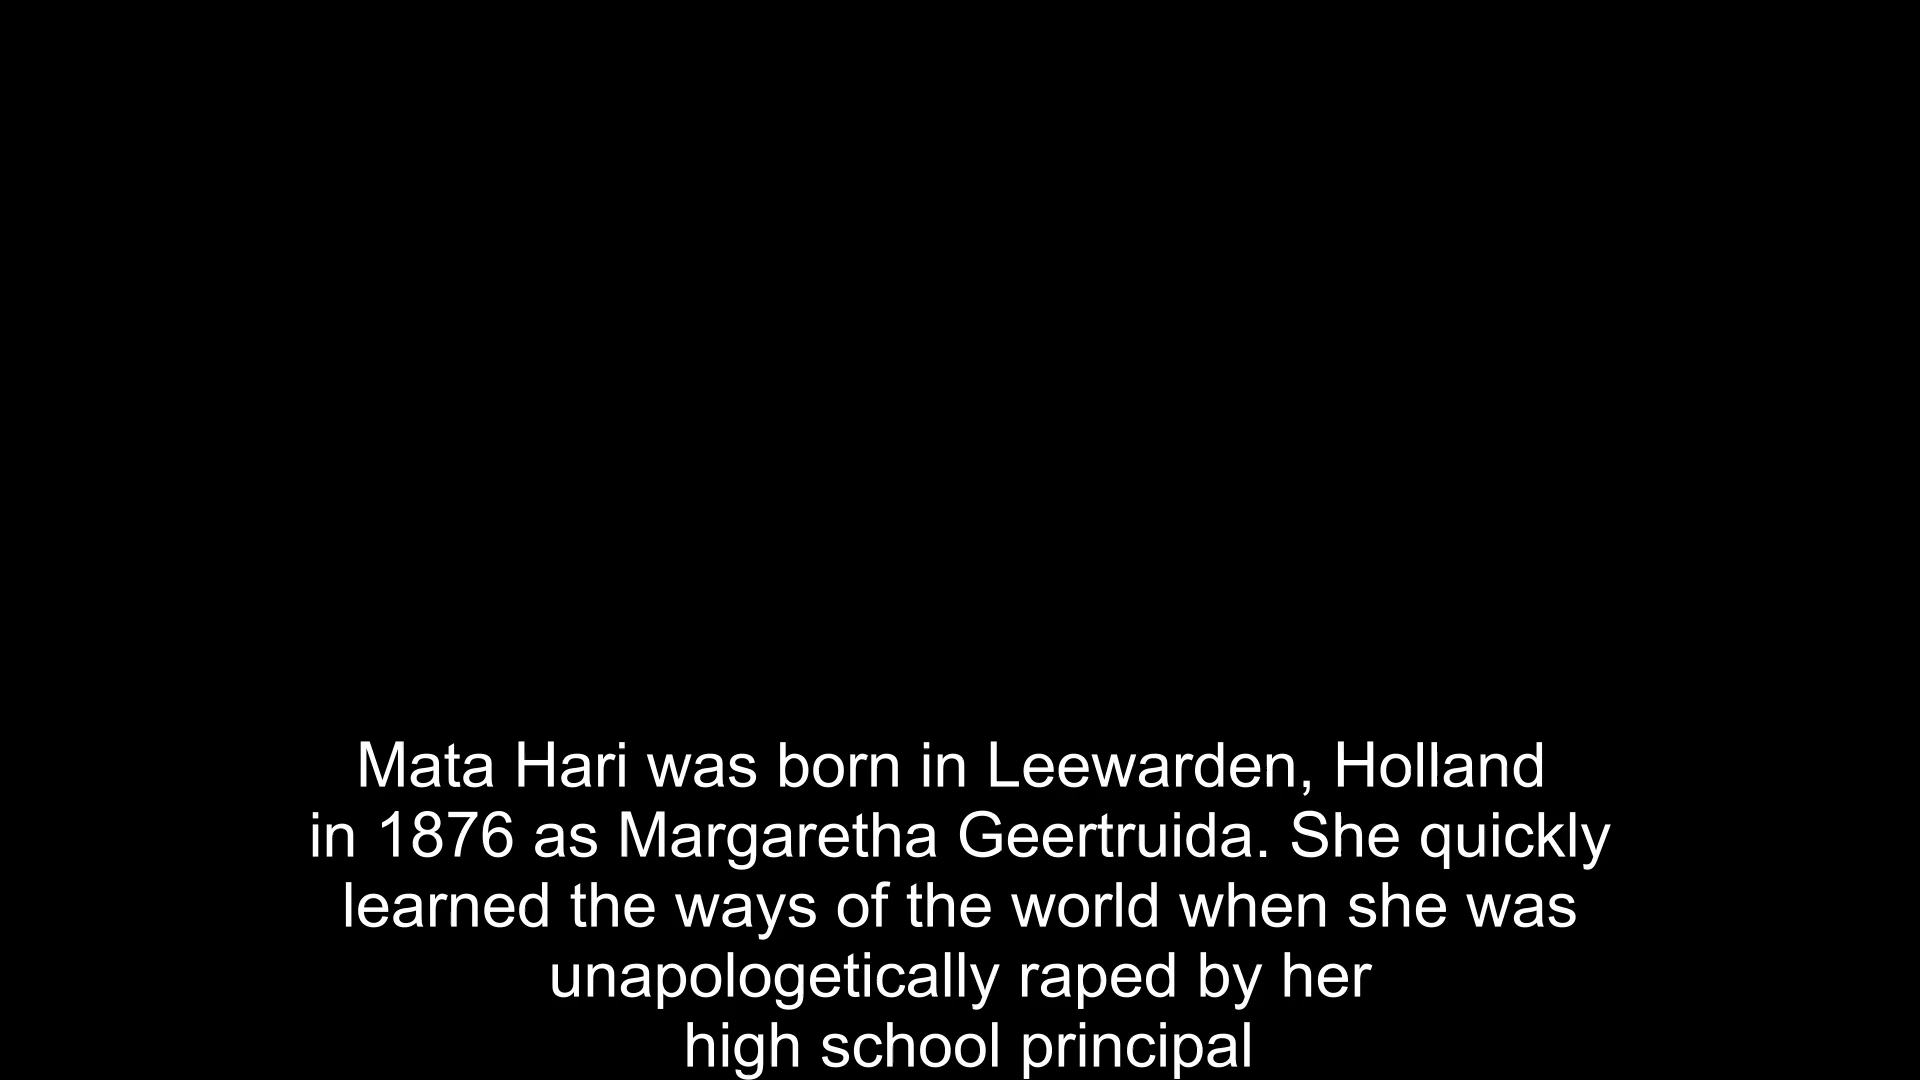 Mata Hari was born in Leewarden, Holland
in 1876 as Margaretha Geertruida. She quickly
learned the ways of the world when she was
unapologetically raped by her
high school principal